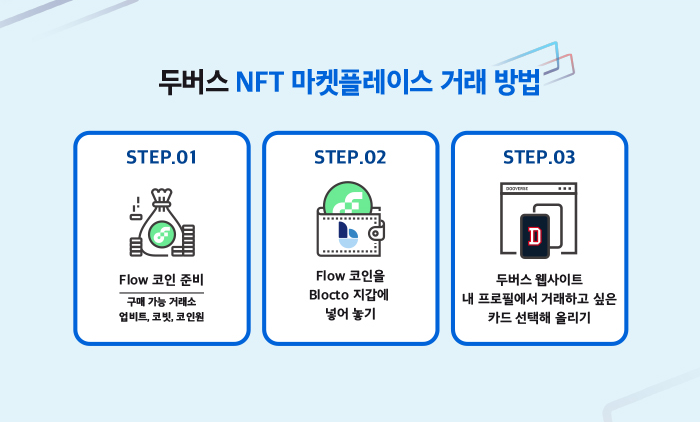 두버스 NFT 마켓플레이스 거래 방법
STEP.01
Flow 코인 준비
구매 가능 거래소
업비트, 코빗, 코인원
STEP.02
Flow 코인을
Blocto 지갑에
넣어 놓기
STEP.03
DOOVERSE
D
두버스 웹사이트
내 프로필에서 거래하고 싶은
카드 선택해 올리기